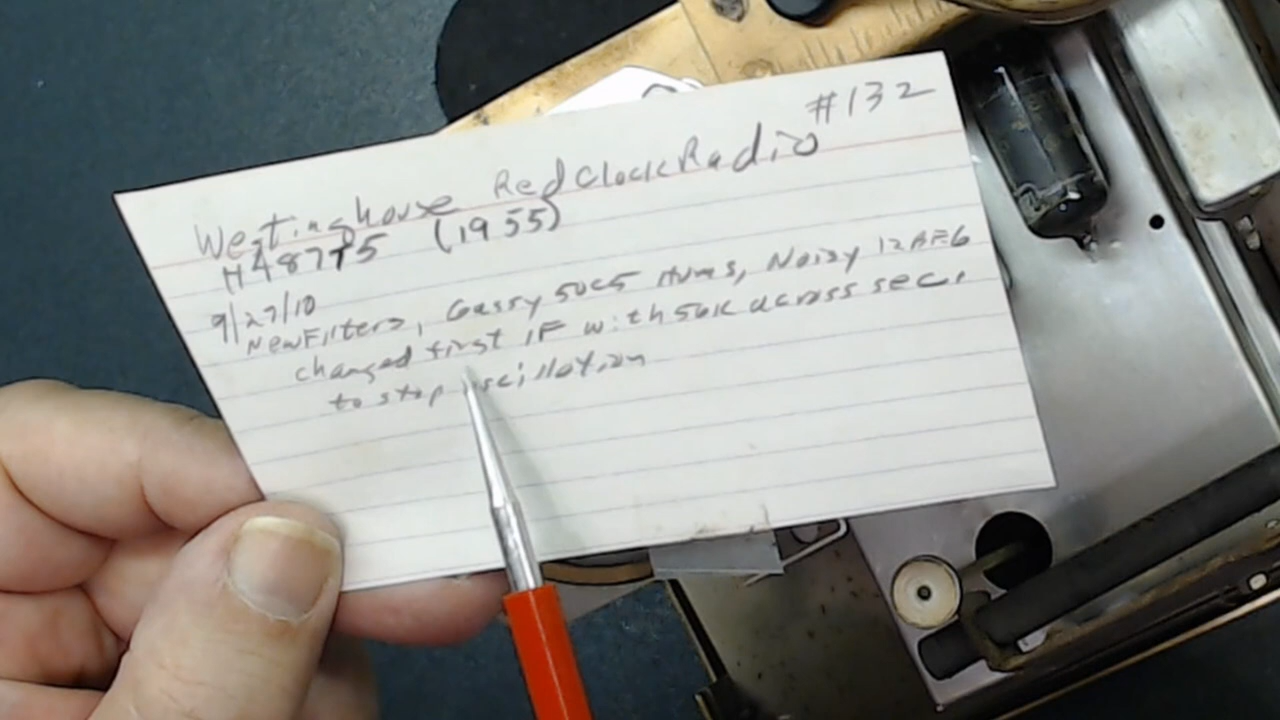 #132
Westinghouse Red Clock Radio
H487T5 (1955)
9/27/10
New Filters, Gassy 50C5 Hums, Noisy 12BE6
changed first IF with 56K across sec.
to stop oscillation